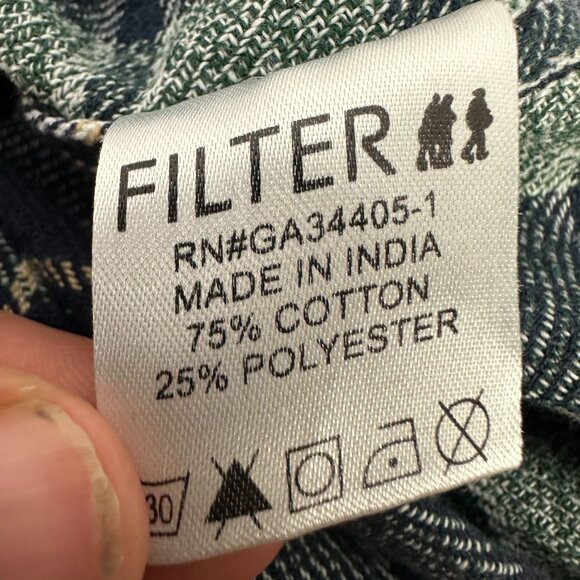 FILTER
RN#GA34405-1
MADE IN INDIA
75% COTTON
25% POLYESTER
30